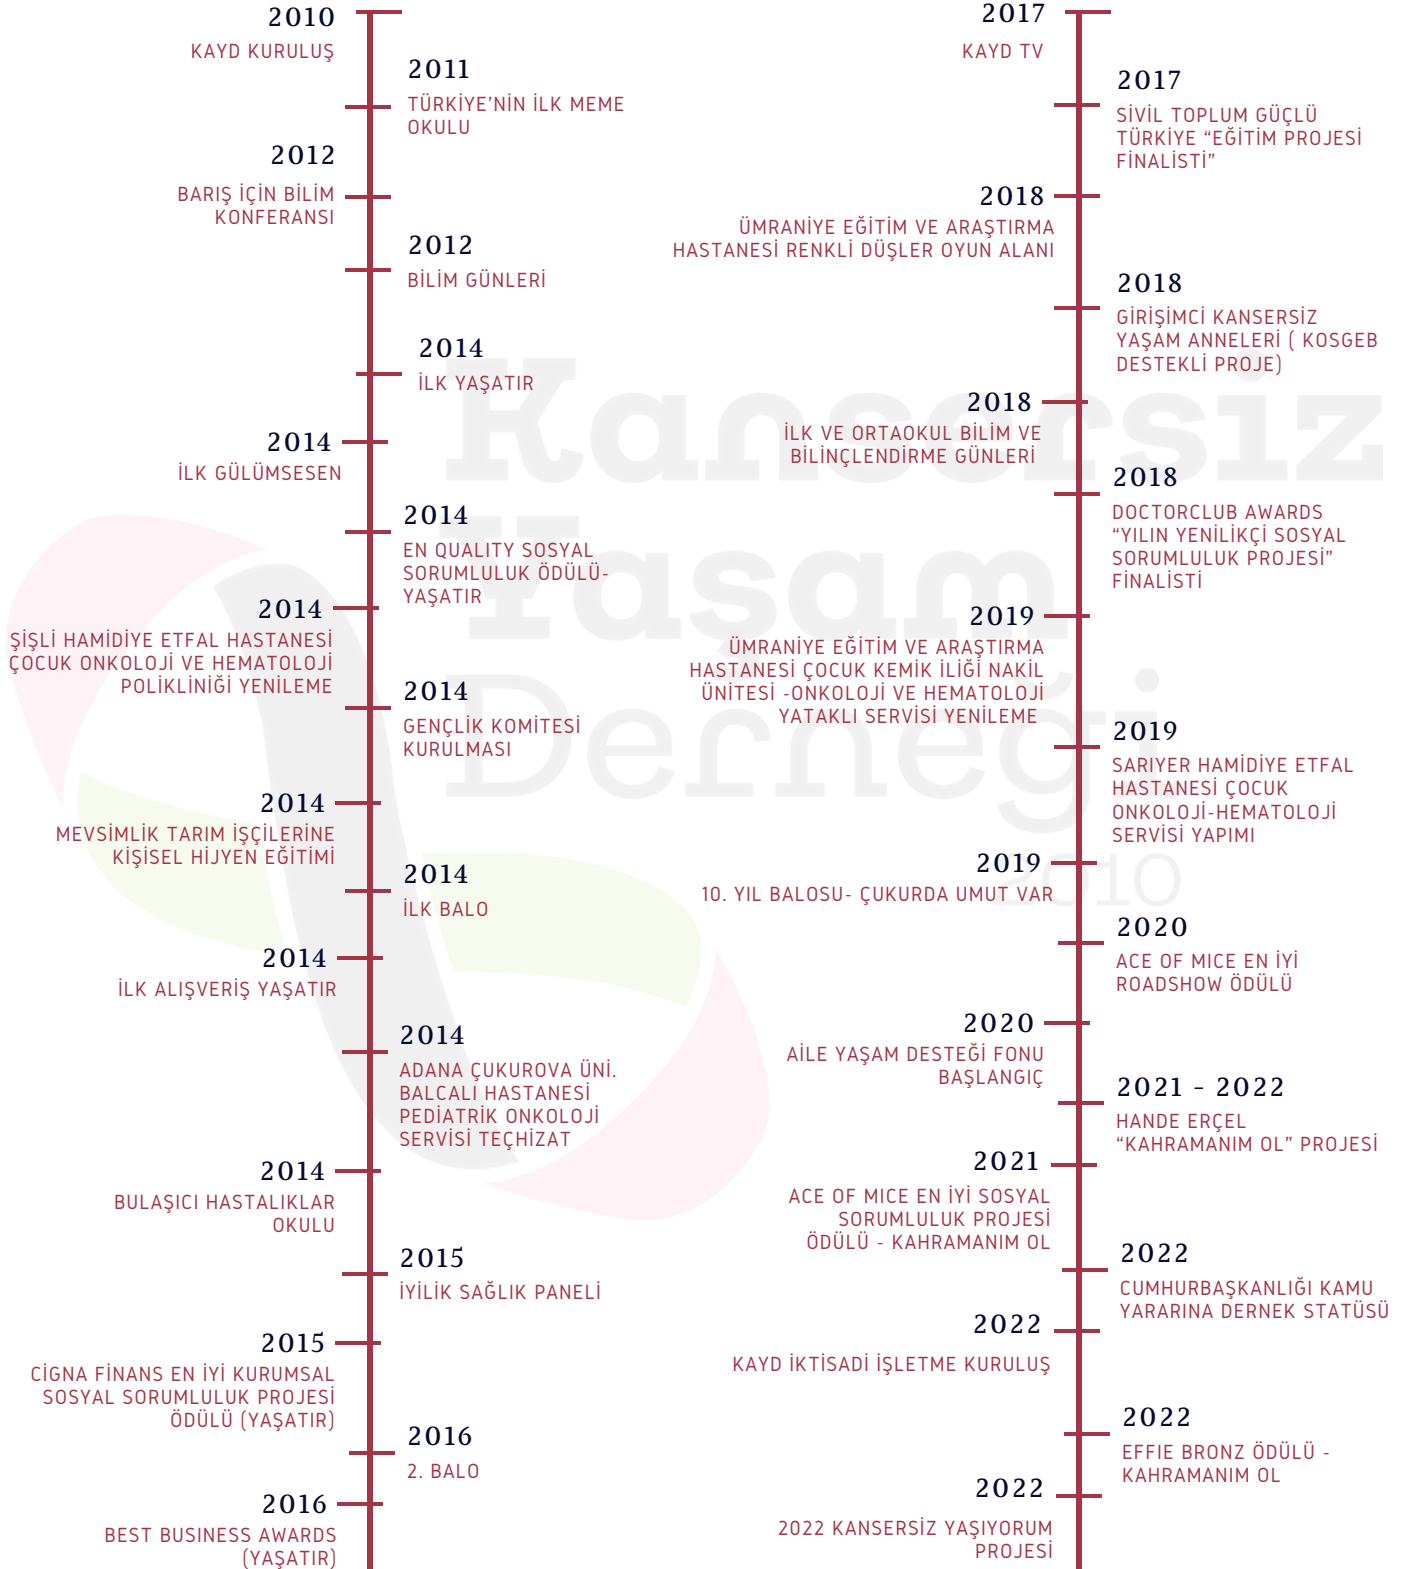 2010
KAYD KURULUŞ
2011
TÜRKİYE'NİN İLK MEME
OKULU
2012
BARIŞ İÇİN BİLİM
KONFERANSI
2012
BİLİM GÜNLERİ
2014
İLK YAŞATIR
2014
İLK GÜLÜMSESEN
2014
EN QUALITY SOSYAL
SORUMLULUK ÖDÜLÜ-
YAŞATIR
2014
ŞİŞLİ HAMİDİYE ETFAL HASTANESİ
ÇOCUK ONKOLOJİ VE HEMATOLOJİ
POLİKLİNİĞİ YENİLEME
2014
GENÇLİK KOMİTESİ
KURULMASI
2014
MEVSİMLİK TARIM İŞÇİLERİNE
KİŞİSEL HİJYEN EĞİTİMİ
2014
İLK BALO
2014
İLK ALIŞVERİŞ YAŞATIR
2014
ADANA ÇUKUROVA ÜNİ.
BALCALI HASTANESİ
PEDİATRİK ONKOLOJİ
SERVİSİ TEÇHİZAT
2014
BULAŞICI HASTALIKLAR
OKULU
2015
İYİLİK SAĞLIK PANELİ
2015
CİGNA FİNANS EN İYİ KURUMSAL
SOSYAL SORUMLULUK PROJESİ
ÖDÜLÜ (YAŞATIR)
2016
2. BALO
2016
BEST BUSINESS AWARDS
(YAŞATIR)
2017
KAYD TV
2017
SİVİL TOPLUM GÜÇLÜ
TÜRKİYE “EĞİTİM PROJESİ
FİNALİSTİ”
2018
ÜMRANİYE EĞİTİM VE ARAŞTIRMA
HASTANESİ RENKLİ DÜŞLER OYUN ALANI
2018
GİRİŞİMCİ KANSERSİZ
YAŞAM ANNELERİ ( KOSGEB
DESTEKLİ PROJE)
2018
İLK VE ORTAOKUL BİLİM VE
BİLİNÇLENDİRME GÜNLERİ
2018
DOCTORCLUB AWARDS
“YILIN YENİLİKÇİ SOSYAL
SORUMLULUK PROJESİ”
FİNALİSTİ
2019
ÜMRANİYE EĞİTİM VE ARAŞTIRMA
HASTANESİ ÇOCUK KEMİK İLİĞİ NAKİL
ÜNİTESİ -ONKOLOJİ VE HEMATOLOJİ
YATAKLI SERVİSİ YENİLEME
2019
SARIYER HAMİDİYE ETFAL
HASTANESİ ÇOCUK
ONKOLOJİ-HEMATOLOJİ
SERVİSİ YAPIMI
2019
10. YIL BALOSU- ÇUKURDA UMUT VAR
2020
ACE OF MICE EN İYİ
ROADSHOW ÖDÜLÜ
2020
AİLE YAŞAM DESTEĞİ FONU
BAŞLANGIÇ
2021 - 2022
HANDE ERÇEL
“KAHRAMANIM OL” PROJESİ
2021
ACE OF MICE EN İYİ SOSYAL
SORUMLULUK PROJESİ
ÖDÜLÜ - KAHRAMANIM OL
2022
CUMHURBAŞKANLIĞI KAMU
YARARINA DERNEK STATÜSÜ
2022
KAYD İKTİSADİ İŞLETME KURULUŞ
2022
EFFIE BRONZ ÖDÜLÜ -
KAHRAMANIM OL
2022
2022 KANSERSİZ YAŞIYORUM
PROJESİ
Kansersiz
Yaşam
Derneği
2010